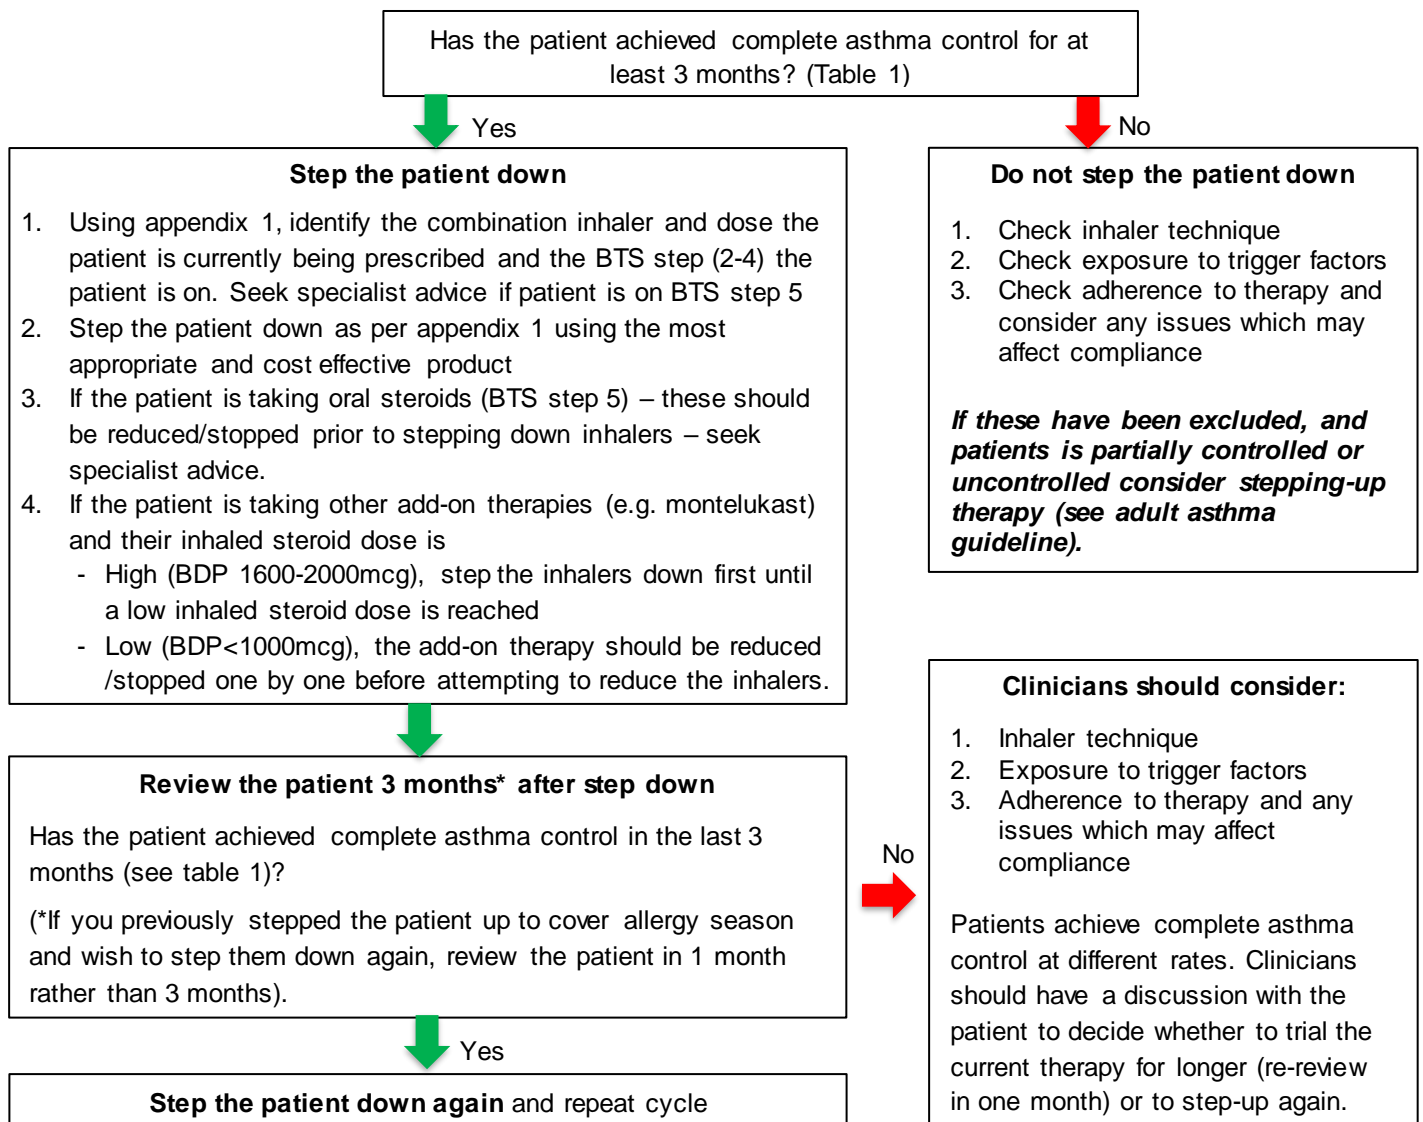 Has the patient achieved complete asthma control for at
least 3 months? (Table 1)
Yes
No
Step the patient down
1. Using appendix 1, identify the combination inhaler and dose the
patient is currently being prescribed and the BTS step (2-4) the
patient is on. Seek specialist advice if patient is on BTS step 5
2. Step the patient down as per appendix 1 using the most
appropriate and cost effective product
3. If the patient is taking oral steroids (BTS step 5) – these should
be reduced/stopped prior to stepping down inhalers – seek
specialist advice.
4. If the patient is taking other add-on therapies (e.g. montelukast)
and their inhaled steroid dose is
- High (BDP 1600-2000mcg), step the inhalers down first until
a low inhaled steroid dose is reached
- Low (BDP<1000mcg), the add-on therapy should be reduced
/stopped one by one before attempting to reduce the inhalers.
Do not step the patient down
1. Check inhaler technique
2. Check exposure to trigger factors
3. Check adherence to therapy and
consider any issues which may
affect compliance
If these have been excluded, and
patients is partially controlled or
uncontrolled consider stepping-up
therapy (see adult asthma
guideline).
Review the patient 3 months* after step down
Has the patient achieved complete asthma control in the last 3
months (see table 1)?
(*If you previously stepped the patient up to cover allergy season
and wish to step them down again, review the patient in 1 month
rather than 3 months).
No
Clinicians should consider:
1. Inhaler technique
2. Exposure to trigger factors
3. Adherence to therapy and any
issues which may affect
compliance
Patients achieve complete asthma
control at different rates. Clinicians
should have a discussion with the
patient to decide whether to trial the
current therapy for longer (re-review
in one month) or to step-up again.
Yes
Step the patient down again and repeat cycle